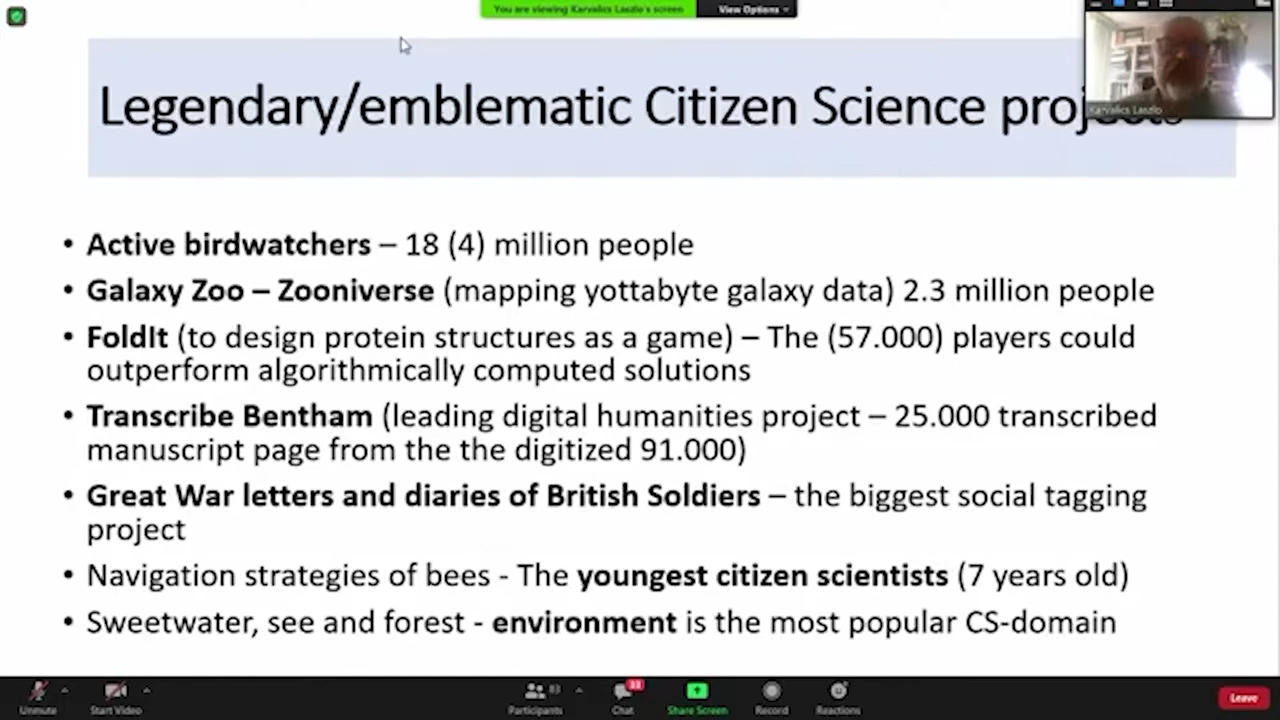 You are viewing Karvalics Laszlo's screen
View Options
Legendary/emblematic Citizen Science projects
Karvalics Laszlo
• Active birdwatchers – 18 (4) million people
• Galaxy Zoo – Zooniverse (mapping yottabyte galaxy data) 2.3 million people
• FoldIt (to design protein structures as a game) – The (57.000) players could
outperform algorithmically computed solutions
• Transcribe Bentham (leading digital humanities project – 25.000 transcribed
manuscript page from the the digitized 91.000)
• Great War letters and diaries of British Soldiers – the biggest social tagging
project
• Navigation strategies of bees - The youngest citizen scientists (7 years old)
• Sweetwater, see and forest - environment is the most popular CS-domain
Unmute
Start Video
Participants
Chat
Share Screen
Record
Reactions
Leave